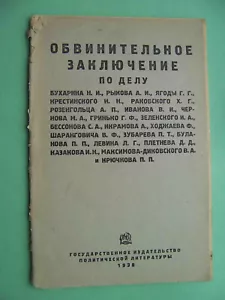 ОБВИНИТЕЛЬНОЕ
ЗАКЛЮЧЕНИЕ
ПО ДЕЛУ
БУХАРИНА Н. И., РЫКОВА А. И., ЯГОДЫ Г. Г.,
КРЕСТИНСКОГО Н. Н., РАКОВСКОГО Х. Г.,
РОЗЕНГОЛЬЦА А. П., ИВАНОВА В. И., ЧЕР-
НОВА М. А., ГРИНЬКО Г. Ф., ЗЕЛЕНСКОГО И. А.,
БЕССОНОВА С. А., ИКРАМОВА А., ХОДЖАЕВА Ф.,
ШАРАНГОВИЧА В. Ф., ЗУБАРЕВА П. Т., БУЛА-
НОВА П. П., ЛЕВИНА Л. Г., ПЛЕТНЕВА Д. Д.,
КАЗАКОВА И. Н., МАКСИМОВА-ДИКОВСКОГО В. А.
и КРЮЧКОВА П. П.
ГОСУДАРСТВЕННОЕ ИЗДАТЕЛЬСТВО
ПОЛИТИЧЕСКОЙ ЛИТЕРАТУРЫ
1938